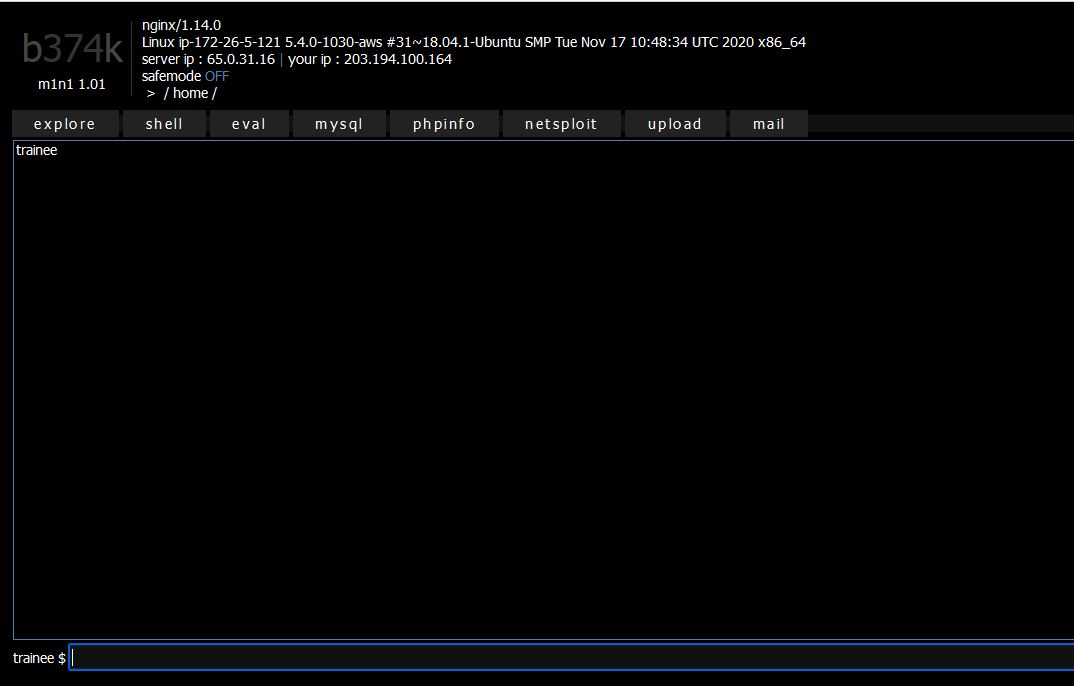 b374k
m1n1 1.01
nginx/1.14.0
Linux ip-172-26-5-121 5.4.0-1030-aws #31~18.04.1-Ubuntu SMP Tue Nov 17 10:48:34 UTC 2020 x86_64
server ip : 65.0.31.16 | your ip : 203.194.100.164
safemode OFF
> / home /
explore shell eval mysql phpinfo netsploit upload mail
trainee
trainee $